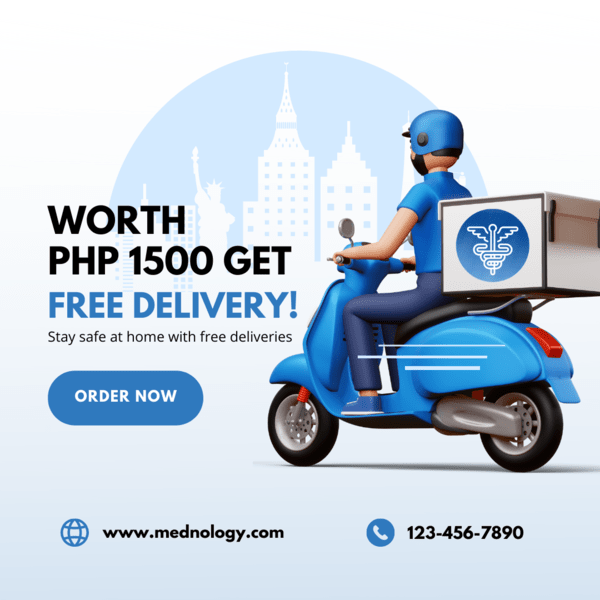 WORTH
PHP 1500 GET
FREE DELIVERY!
Stay safe at home with free deliveries
ORDER NOW
www.mednology.com
123-456-7890